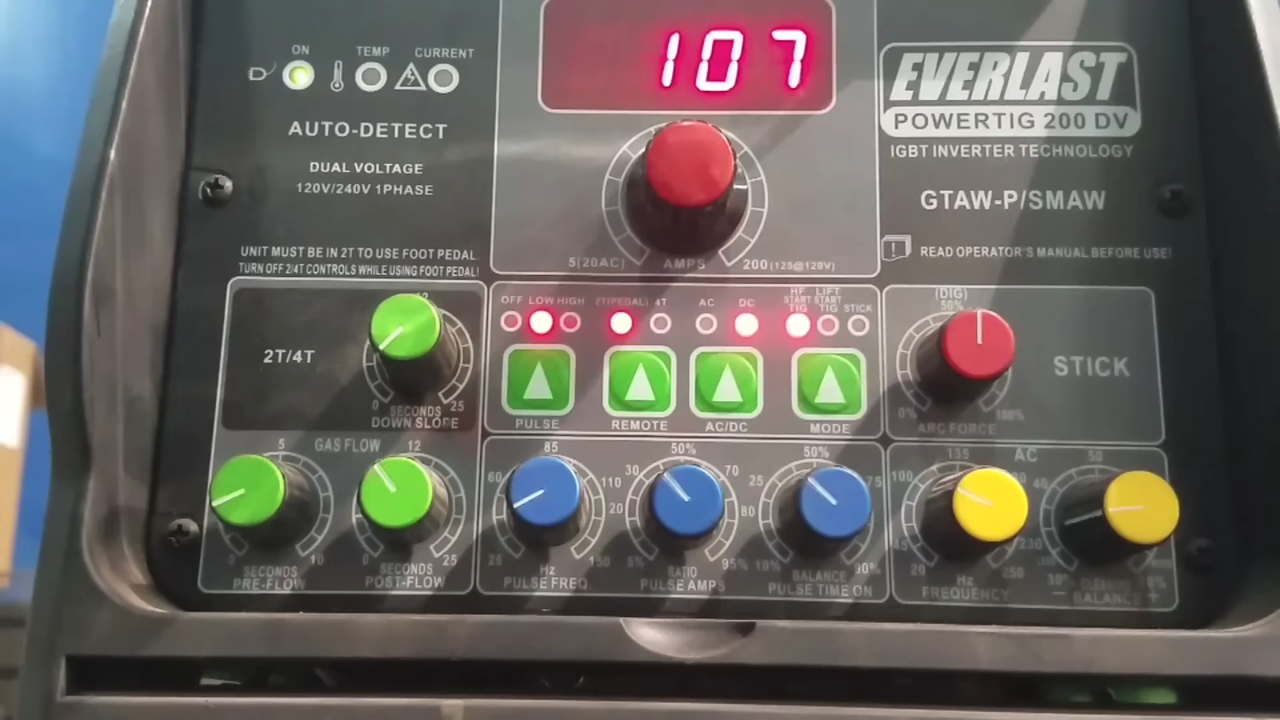 107
ON
TEMP
CURRENT
AUTO-DETECT
DUAL VOLTAGE
120V/240V 1PHASE
EVERLAST
POWERTIG 200 DV
IGBT INVERTER TECHNOLOGY
GTAW-P/SMAW
READ OPERATOR'S MANUAL BEFORE USE!
5(20AC) AMPS 200(125@120V)
UNIT MUST BE IN 2T TO USE FOOT PEDAL.
TURN OFF 2/4T CONTROLS WHILE USING FOOT PEDAL!
2T/4T
12
0 SECONDS 25
DOWN SLOPE
OFF LOW HIGH
2T(PEDAL) 4T
AC DC
HF START TIG
LIFT START TIG
STICK
PULSE
REMOTE
AC/DC
MODE
(DIG)
50%
0% 100%
ARC FORCE
STICK
GAS FLOW
5
0 SECONDS 10
PRE-FLOW
12
0 SECONDS 25
POST-FLOW
85
60 110
25 Hz 150
PULSE FREQ.
50%
30 70
20 80
5% RATIO 95%
PULSE AMPS
50%
25 75
10% BALANCE 90%
PULSE TIME ON
AC
135
100
45 230
20 Hz 250
FREQUENCY
50
40
30
BALANCE